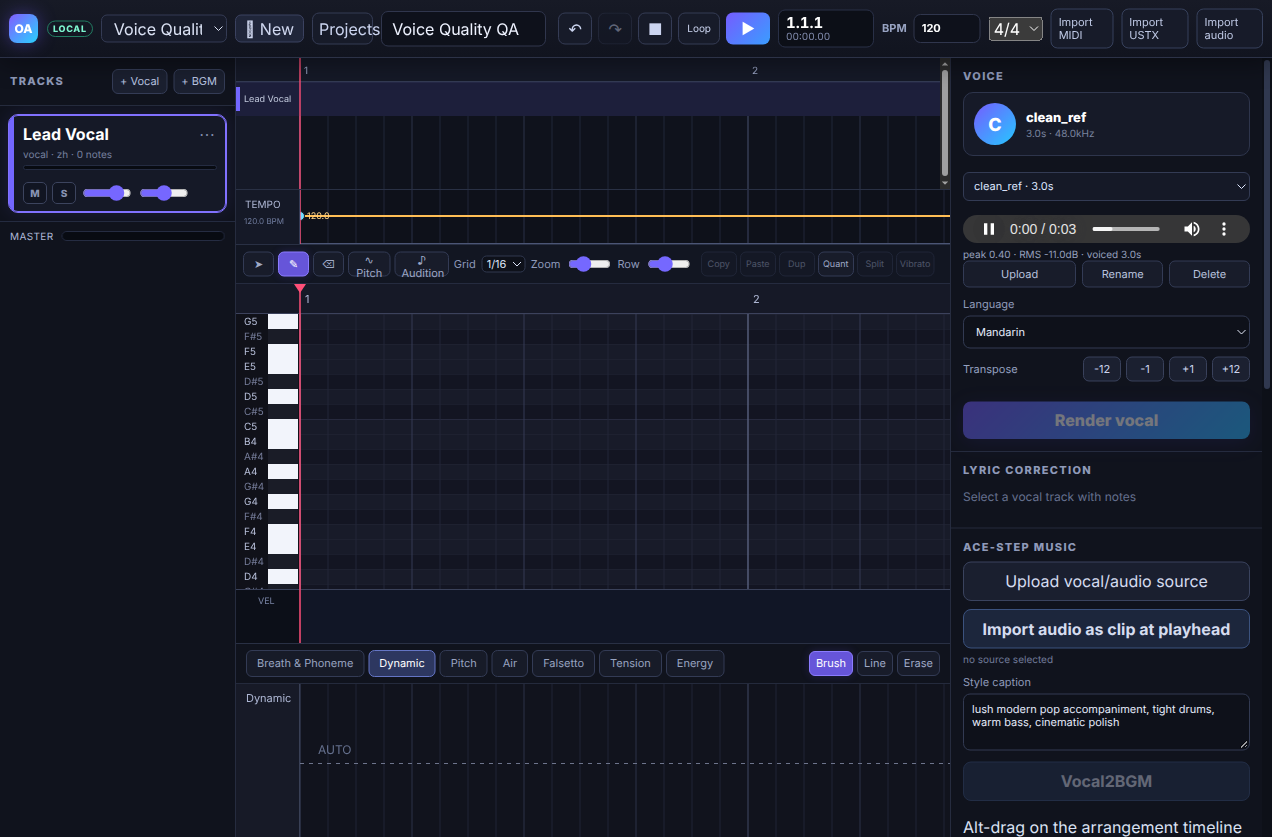 OA LOCAL Voice Qualit New Projects Voice Quality QA Loop 1.1.1 00:00.00 BPM 120 4/4 Import MIDI Import USTX Import audio
TRACKS + Vocal + BGM
Lead Vocal ...
vocal · zh · 0 notes
M S
MASTER
1 2
Lead Vocal
TEMPO
120.0 BPM
120.0
Pitch Audition Grid 1/16 Zoom Row Copy Paste Dup Quant Split Vibrato
1 2
G5
F#5
F5
E5
D#5
D5
C#5
C5
B4
A#4
A4
G#4
G4
F#4
F4
E4
D#4
D4
VEL
Breath & Phoneme Dynamic Pitch Air Falsetto Tension Energy Brush Line Erase
Dynamic
AUTO
VOICE
C clean_ref
3.0s · 48.0kHz
clean_ref · 3.0s
0:00 / 0:03
peak 0.40 · RMS -11.0dB · voiced 3.0s
Upload Rename Delete
Language
Mandarin
Transpose -12 -1 +1 +12
Render vocal
LYRIC CORRECTION
Select a vocal track with notes
ACE-STEP MUSIC
Upload vocal/audio source
Import audio as clip at playhead
no source selected
Style caption
lush modern pop accompaniment, tight drums,
warm bass, cinematic polish
Vocal2BGM
Alt-drag on the arrangement timeline